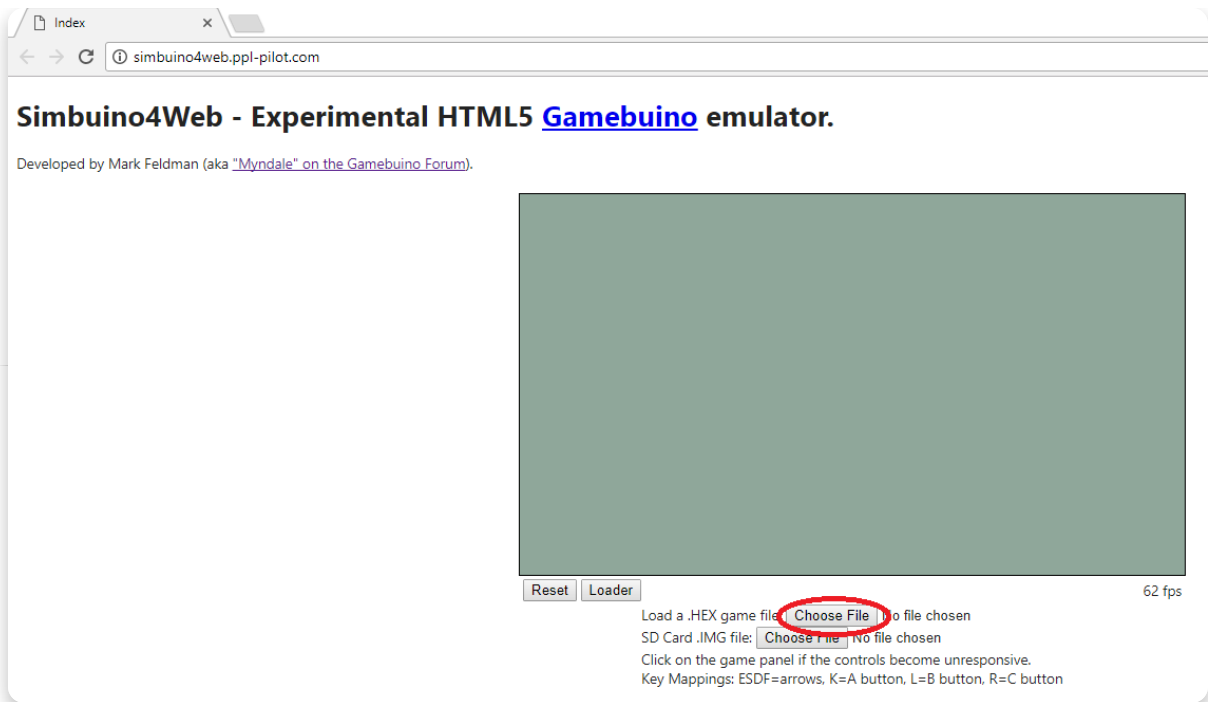 Index
simbuino4web.ppl-pilot.com
Simbuino4Web - Experimental HTML5 Gamebuino emulator.
Developed by Mark Feldman (aka "Myndale" on the Gamebuino Forum).
Reset Loader 62 fps
Load a .HEX game file: Choose File No file chosen
SD Card .IMG file: Choose File No file chosen
Click on the game panel if the controls become unresponsive.
Key Mappings: ESDF=arrows, K=A button, L=B button, R=C button